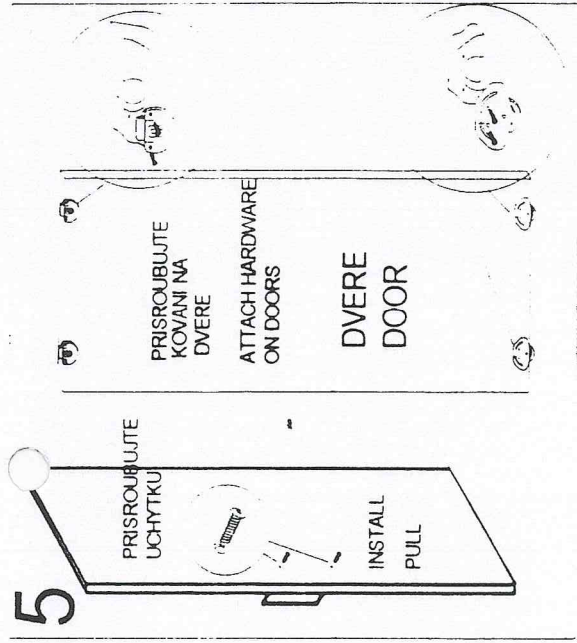 5
PRISROUBUJTE
UCHYTKU
INSTALL
PULL
PRISROUBUJTE
KOVANI NA
DVERE
ATTACH HARDWARE
ON DOORS
DVERE
DOOR